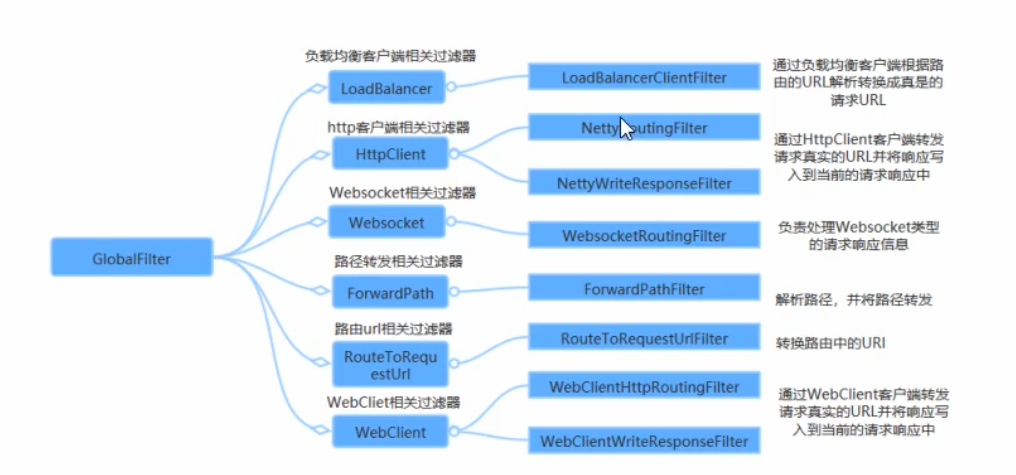 负载均衡客户端相关过滤器
LoadBalancer
LoadBalancerClientFilter
通过负载均衡客户端根据路
由的URL解析转换成真是的
请求URL
http客户端相关过滤器
HttpClient
NettyRoutingFilter
NettyWriteResponseFilter
通过HttpClient客户端转发
请求真实的URL并将响应写
入到当前的请求响应中
Websocket相关过滤器
Websocket
WebsocketRoutingFilter
负责处理Websocket类型
的请求响应信息
GlobalFilter
路径转发相关过滤器
ForwardPath
ForwardPathFilter
解析路径，并将路径转发
路由url相关过滤器
RouteToRequ
estUrl
RouteToRequestUrlFilter
转换路由中的URI
WebCliet相关过滤器
WebClient
WebClientHttpRoutingFilter
WebClientWriteResponseFilter
通过WebClient客户端转发
请求真实的URL并将响应写
入到当前的请求响应中